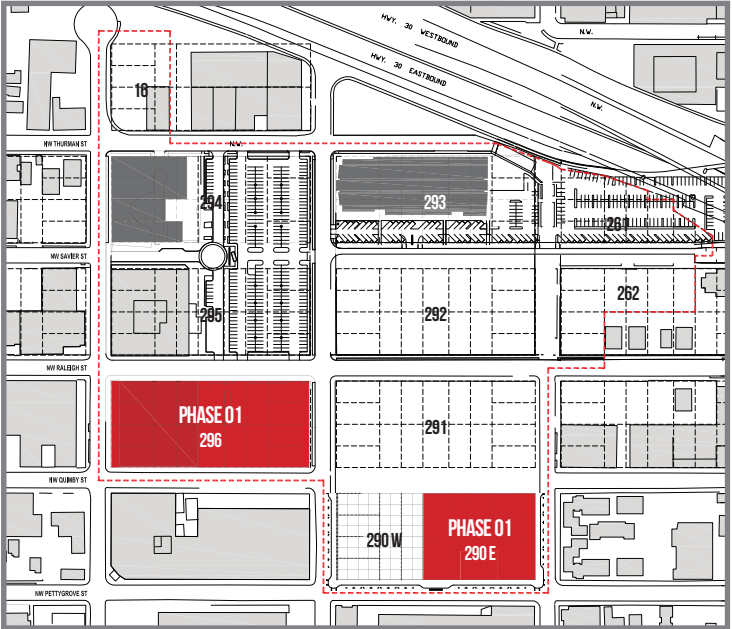 HWY. 30 WESTBOUND
N.W.
HWY. 30 EASTBOUND
16
N.W.
NW THURMAN ST
N.W.
294
293
261
NW SAVIER ST
295
292
262
NW RALEIGH ST
PHASE 01
296
291
NW QUIMBY ST
290 W
PHASE 01
290 E
NW PETTYGROVE ST